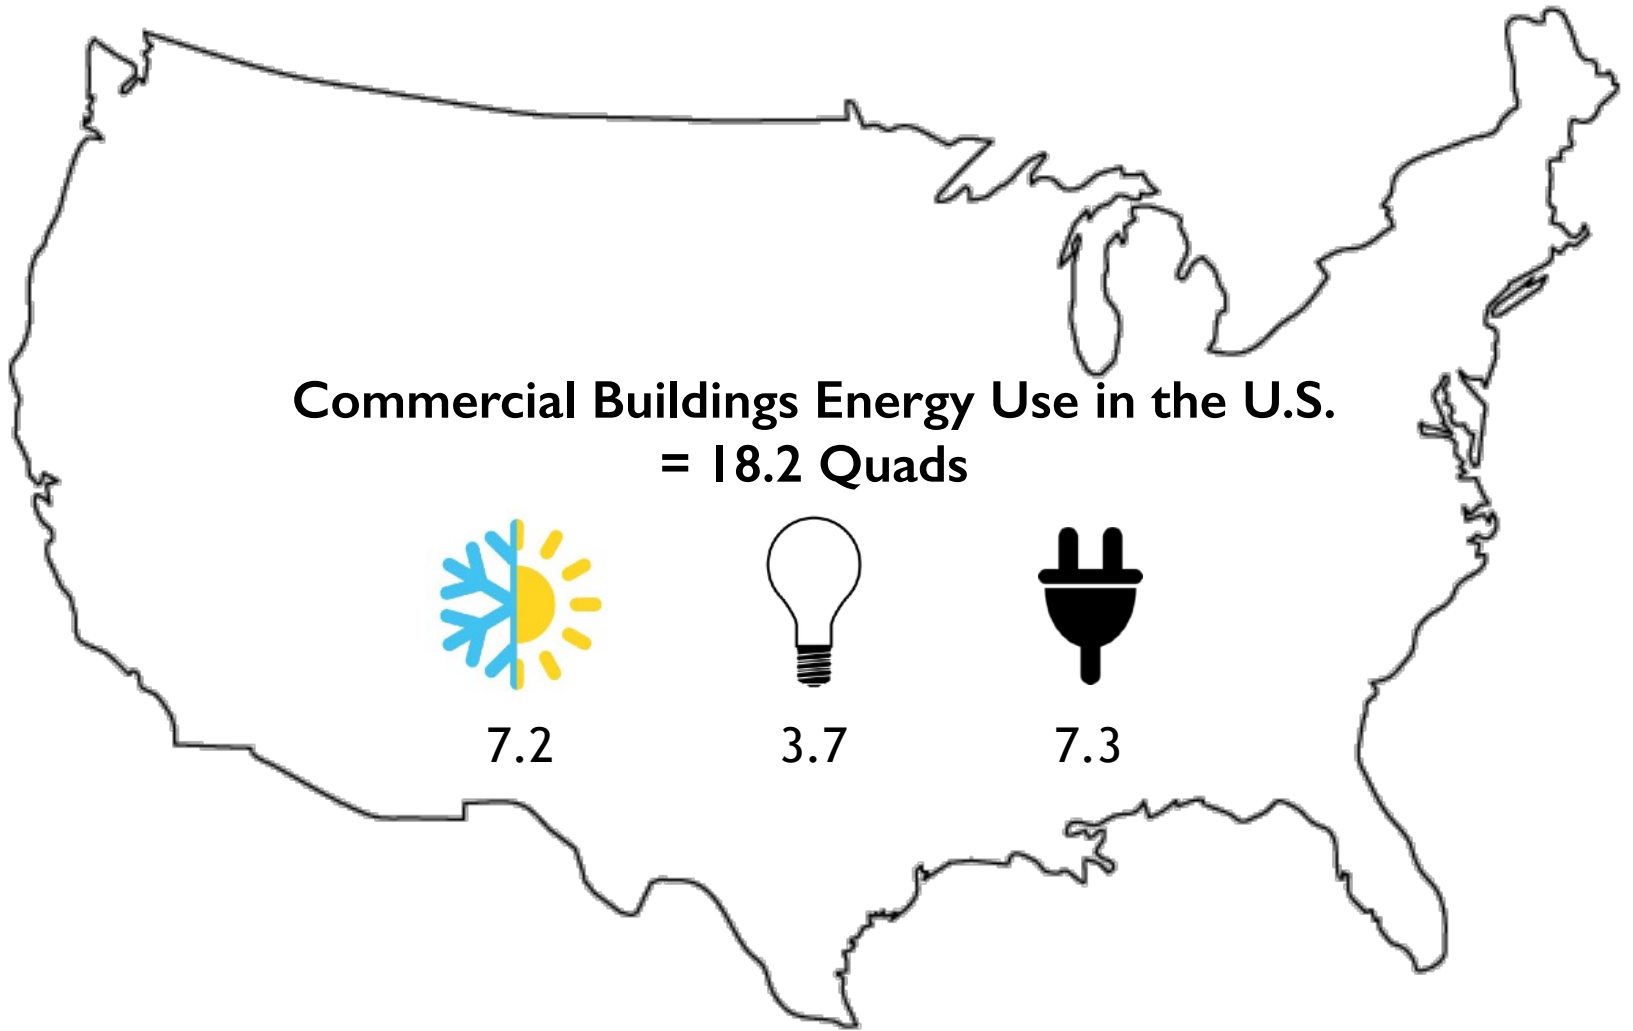 Commercial Buildings Energy Use in the U.S.
= 18.2 Quads
7.2 3.7 7.3